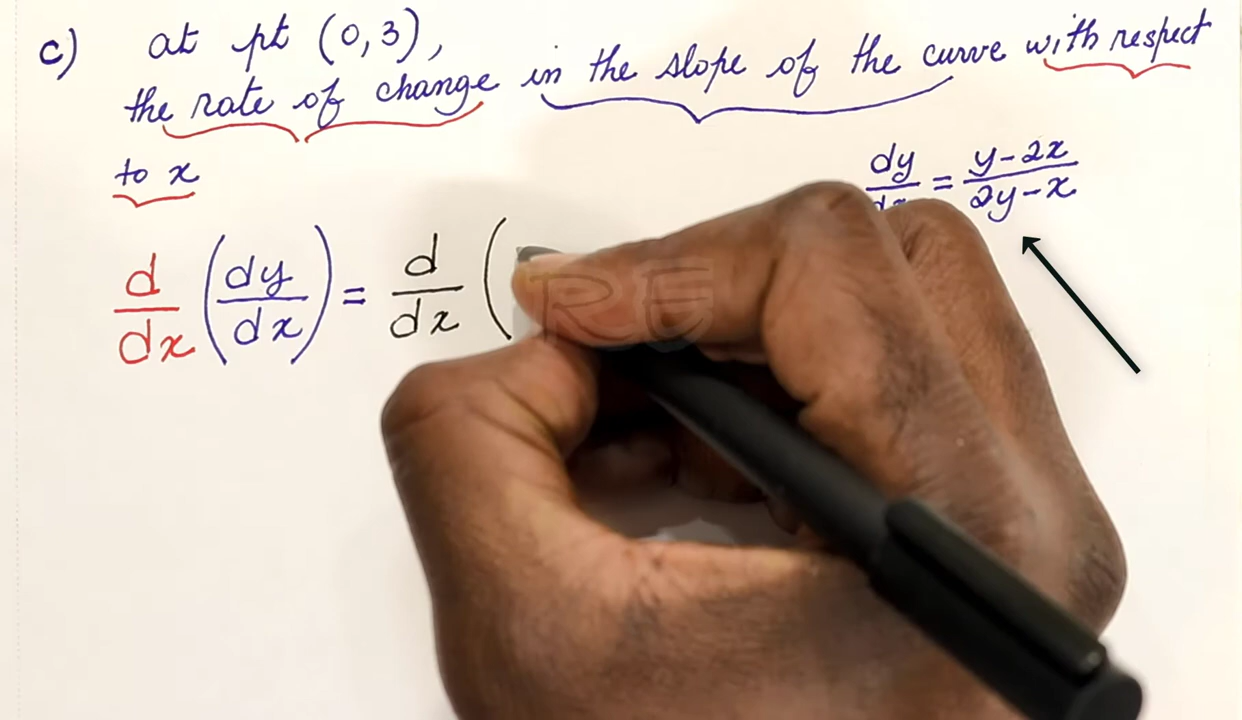 c) at pt (0,3),
the rate of change in the slope of the curve with respect
to x
dy/dx = y-2x/2y-x
d/dx (dy/dx) = d/dx (
RE